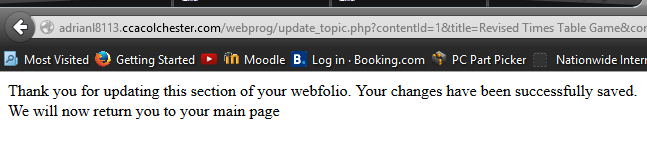 adrianl8113.ccacolchester.com/webprog/update_topic.php?contentId=1&title=Revised Times Table Game&cor
Most Visited Getting Started Moodle B. Log in · Booking.com PC Part Picker Nationwide Inter
Thank you for updating this section of your webfolio. Your changes have been successfully saved.
We will now return you to your main page